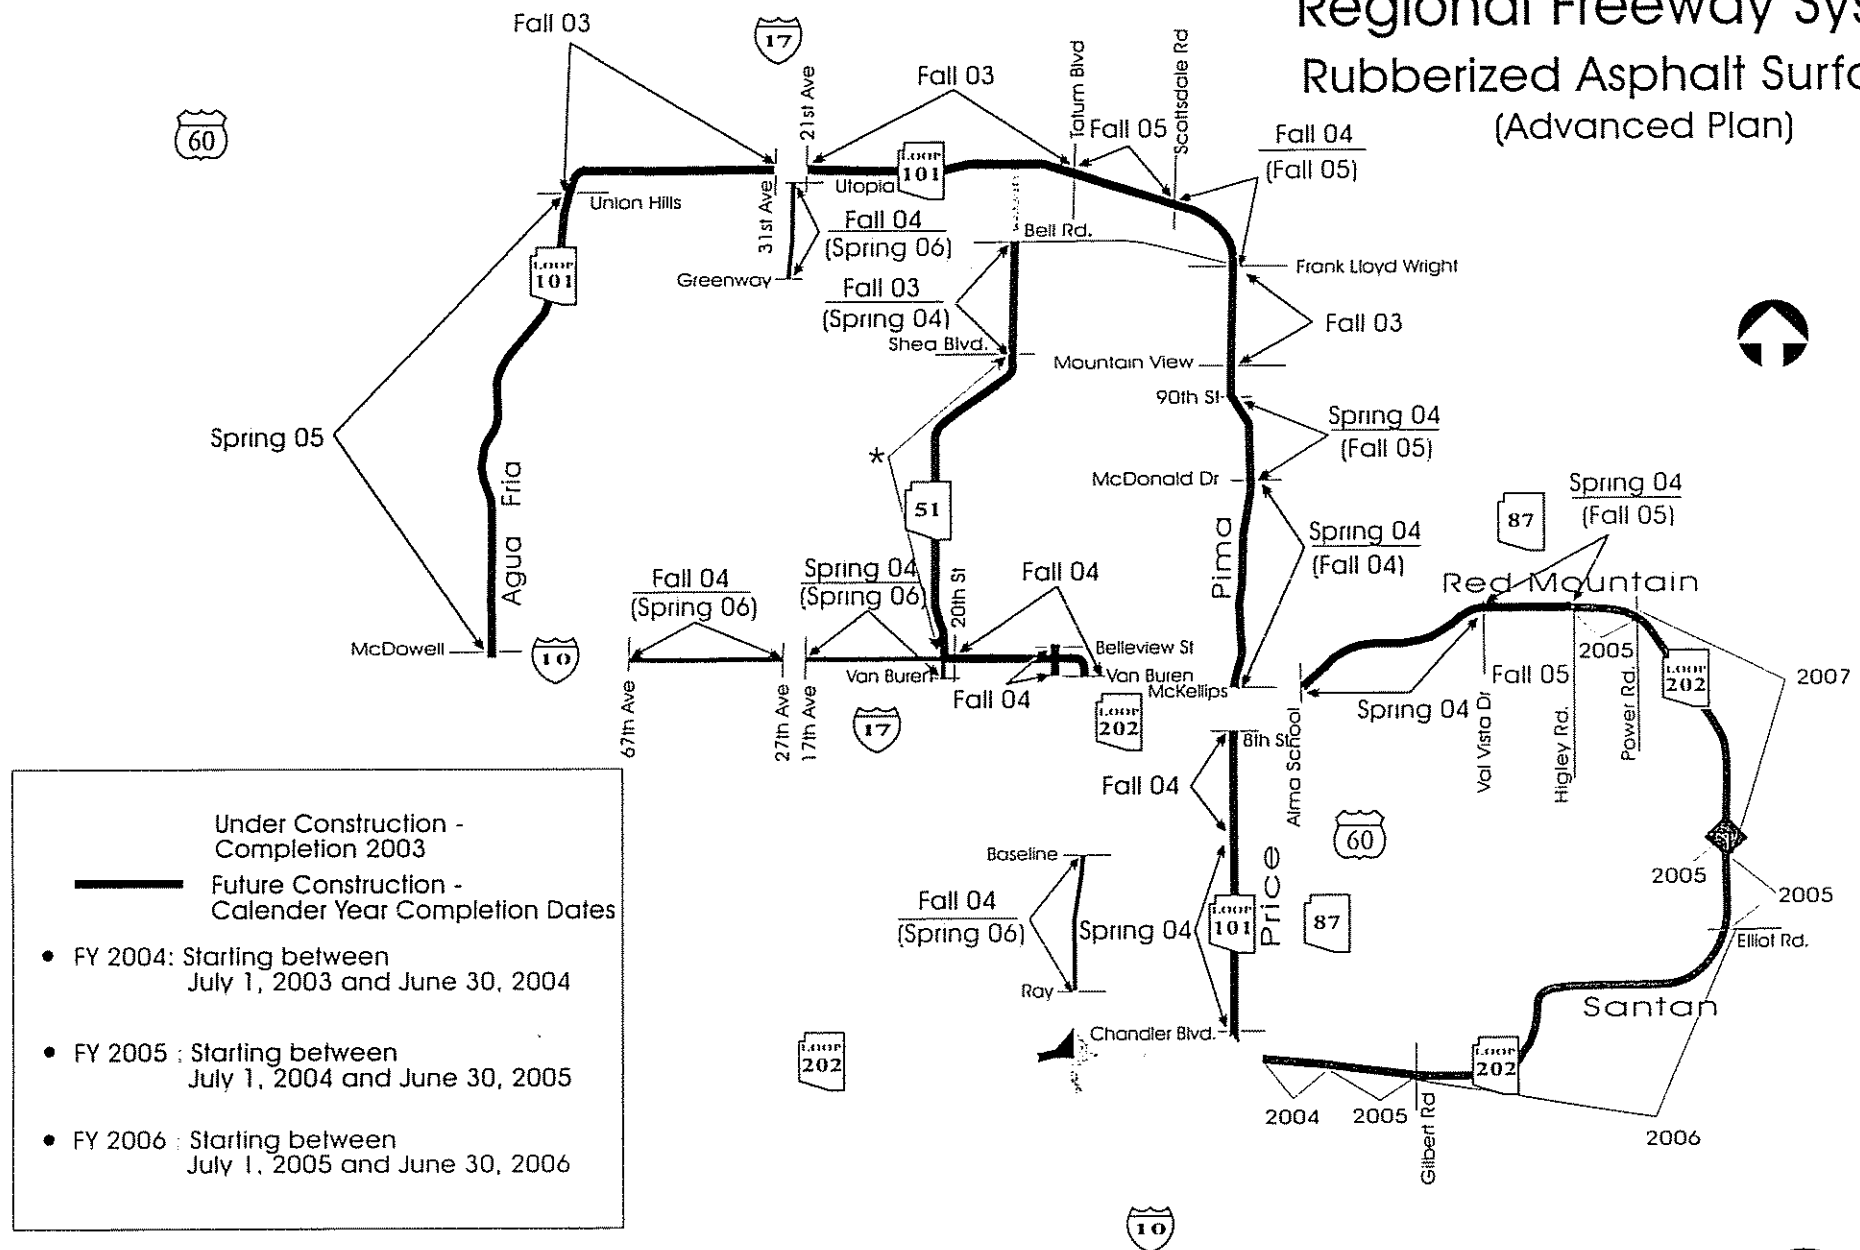 Regional Freeway Sys
Rubberized Asphalt Surfa
(Advanced Plan)
Fall 03
17
60
21st Ave
Fall 03
Tatum Blvd
Scottsdale Rd
Fall 05
Fall 04
(Fall 05)
LOOP
101
Utopia
Union Hills
31st Ave
Fall 04
(Spring 06)
Greenway
Bell Rd.
Frank Lloyd Wright
LOOP
101
Fall 03
(Spring 04)
Shea Blvd.
Fall 03
Mountain View
90th St
Spring 04
(Fall 05)
Spring 05
*
McDonald Dr
Agua Fria
51
Pima
Spring 04
(Fall 04)
87
Spring 04
(Fall 05)
Red Mountain
Fall 04
(Spring 06)
Spring 04
(Spring 06)
20th St
Fall 04
McDowell
10
Belleview St
Van Buren
Van Buren
Fall 04
McKellips
LOOP
202
2005
LOOP
202
2007
Fall 05
Spring 04
67th Ave
27th Ave
17th Ave
17
8th St
Alma School
Val Vista Dr
Higley Rd.
Power Rd.
Fall 04
60
Baseline
Price
2005
2005
Fall 04
(Spring 06)
Spring 04
LOOP
101
87
Elliot Rd.
Ray
Santan
Chandler Blvd.
LOOP
202
LOOP
202
2004
2005
Gilbert Rd
2006
10
Under Construction -
Completion 2003
Future Construction -
Calender Year Completion Dates
• FY 2004: Starting between
July 1, 2003 and June 30, 2004
• FY 2005 : Starting between
July 1, 2004 and June 30, 2005
• FY 2006 : Starting between
July 1, 2005 and June 30, 2006